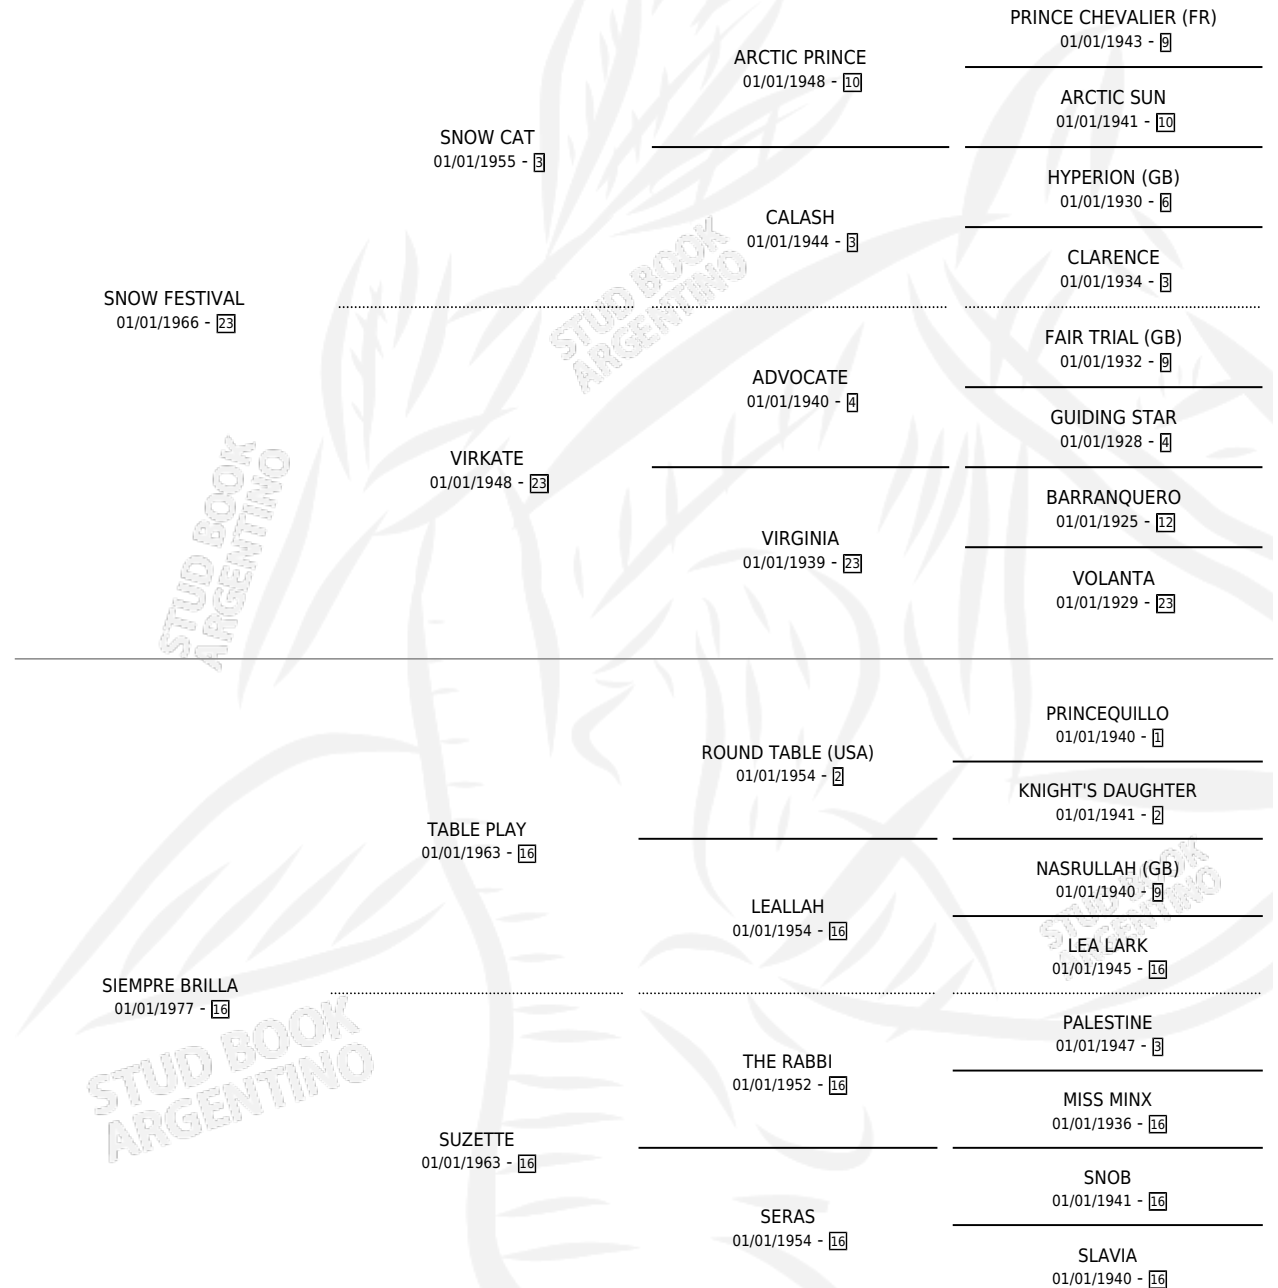 PRINCE CHEVALIER (FR)
01/01/1943 - 9
ARCTIC PRINCE
01/01/1948 - 10
ARCTIC SUN
01/01/1941 - 10
SNOW CAT
01/01/1955 - 3
HYPERION (GB)
01/01/1930 - 6
CALASH
01/01/1944 - 3
CLARENCE
01/01/1934 - 3
SNOW FESTIVAL
01/01/1966 - 23
FAIR TRIAL (GB)
01/01/1932 - 9
ADVOCATE
01/01/1940 - 4
GUIDING STAR
01/01/1928 - 4
VIRKATE
01/01/1948 - 23
BARRANQUERO
01/01/1925 - 12
VIRGINIA
01/01/1939 - 23
VOLANTA
01/01/1929 - 23
STUD BOOK
ARGENTINO
STUD BOOK
ARGENTINO
PRINCEQUILLO
01/01/1940 - 1
ROUND TABLE (USA)
01/01/1954 - 2
KNIGHT'S DAUGHTER
01/01/1941 - 2
TABLE PLAY
01/01/1963 - 16
NASRULLAH (GB)
01/01/1940 - 9
LEALLAH
01/01/1954 - 16
LEA LARK
01/01/1945 - 16
SIEMPRE BRILLA
01/01/1977 - 16
PALESTINE
01/01/1947 - 3
THE RABBI
01/01/1952 - 16
MISS MINX
01/01/1936 - 16
SUZETTE
01/01/1963 - 16
SNOB
01/01/1941 - 16
SERAS
01/01/1954 - 16
SLAVIA
01/01/1940 - 16
STUD BOOK
ARGENTINO
STUD BOOK
ARGENTINO